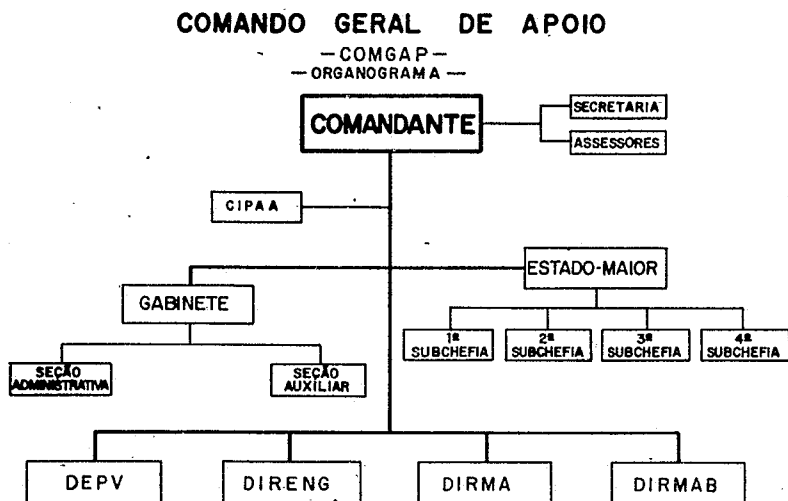 COMANDO GERAL DE APOIO
—COMGAP—
—ORGANOGRAMA—
COMANDANTE
SECRETARIA
ASSESSORES
CIPAA
ESTADO-MAIOR
GABINETE
1ª
SUBCHEFIA
2ª
SUBCHEFIA
3ª
SUBCHEFIA
4ª
SUBCHEFIA
SEÇÃO
ADMINISTRATIVA
SEÇÃO
AUXILIAR
DEPV
DIRENG
DIRMA
DIRMAB